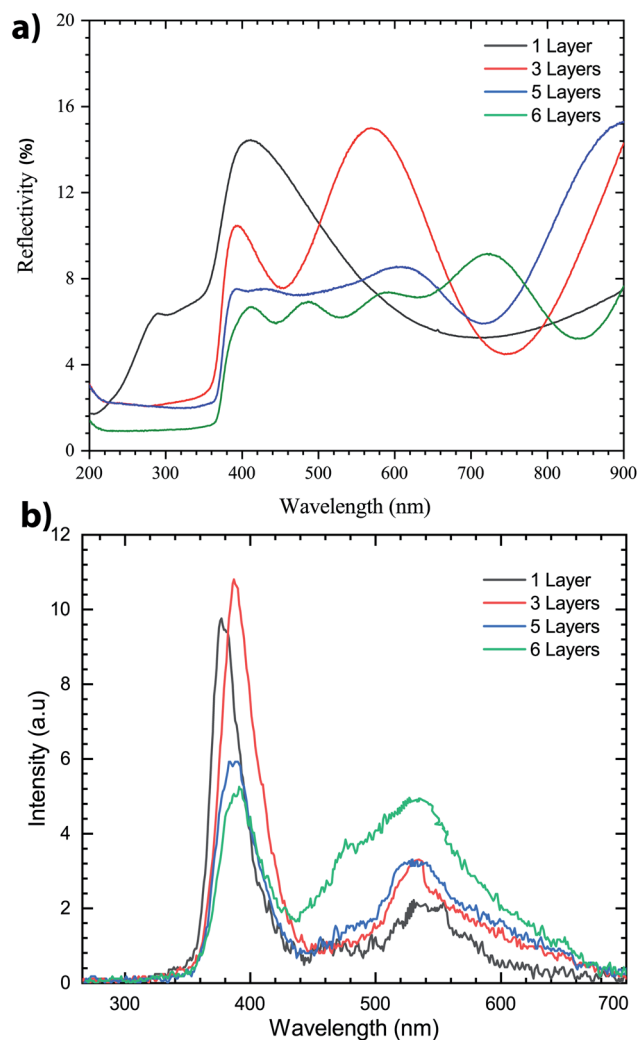 a)
20
16
12
8
4
0
Reflectivity (%)
1 Layer
3 Layers
5 Layers
6 Layers
200 300 400 500 600 700 800 900
Wavelength (nm)
b)
12
10
8
6
4
2
0
Intensity (a.u)
1 Layer
3 Layers
5 Layers
6 Layers
300 400 500 600 700
Wavelength (nm)